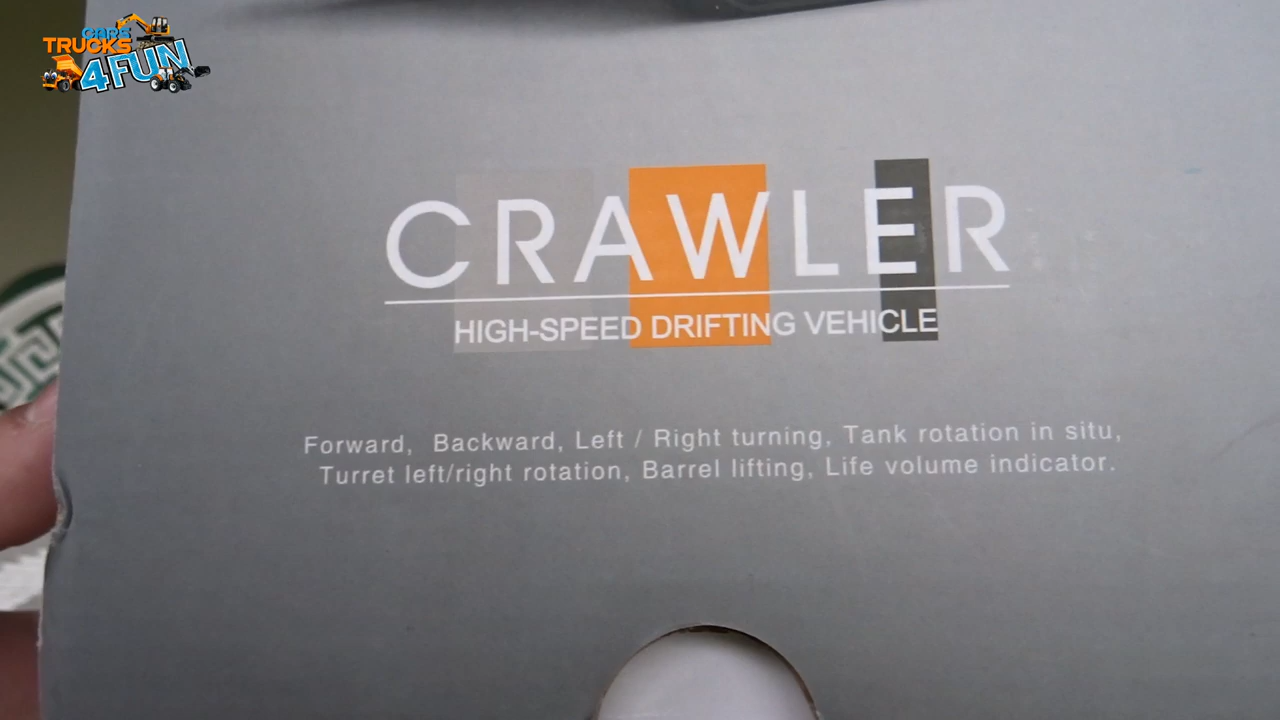 CARS
TRUCKS
4FUN
CRAWLER
HIGH-SPEED DRIFTING VEHICLE
Forward, Backward, Left / Right turning, Tank rotation in situ,
Turret left/right rotation, Barrel lifting, Life volume indicator.